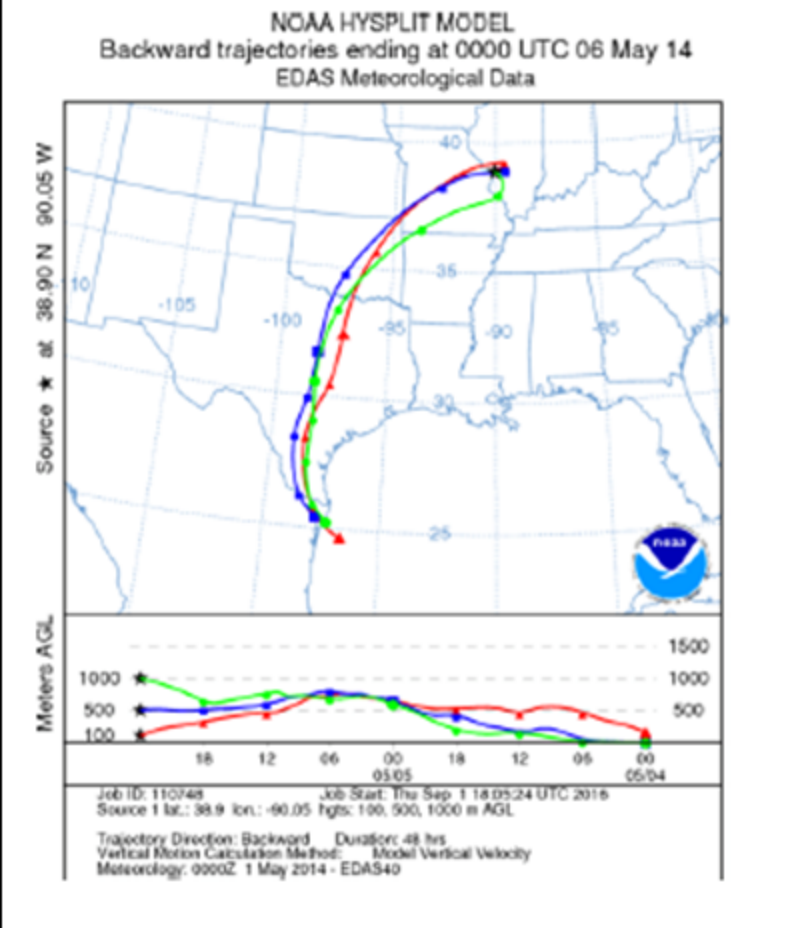 NOAA HYSPLIT MODEL
Backward trajectories ending at 0000 UTC 06 May 14
EDAS Meteorological Data
Source ★ at 38.90 N 90.05 W
40
35
10
-105
-100
-95
-90
-85
30
25
noaa
Meters AGL
1500
1000 1000
500 500
100
18 12 06 00 18 12 06 00
05/05 05/04
Job ID: 110748 Job Start: Thu Sep 1 18:05:24 UTC 2016
Source 1 lat.: 38.9 lon.: -90.05 hgts: 100, 500, 1000 m AGL
Trajectory Direction: Backward Duration: 48 hrs
Vertical Motion Calculation Method: Model Vertical Velocity
Meteorology: 0000Z 1 May 2014 - EDAS40